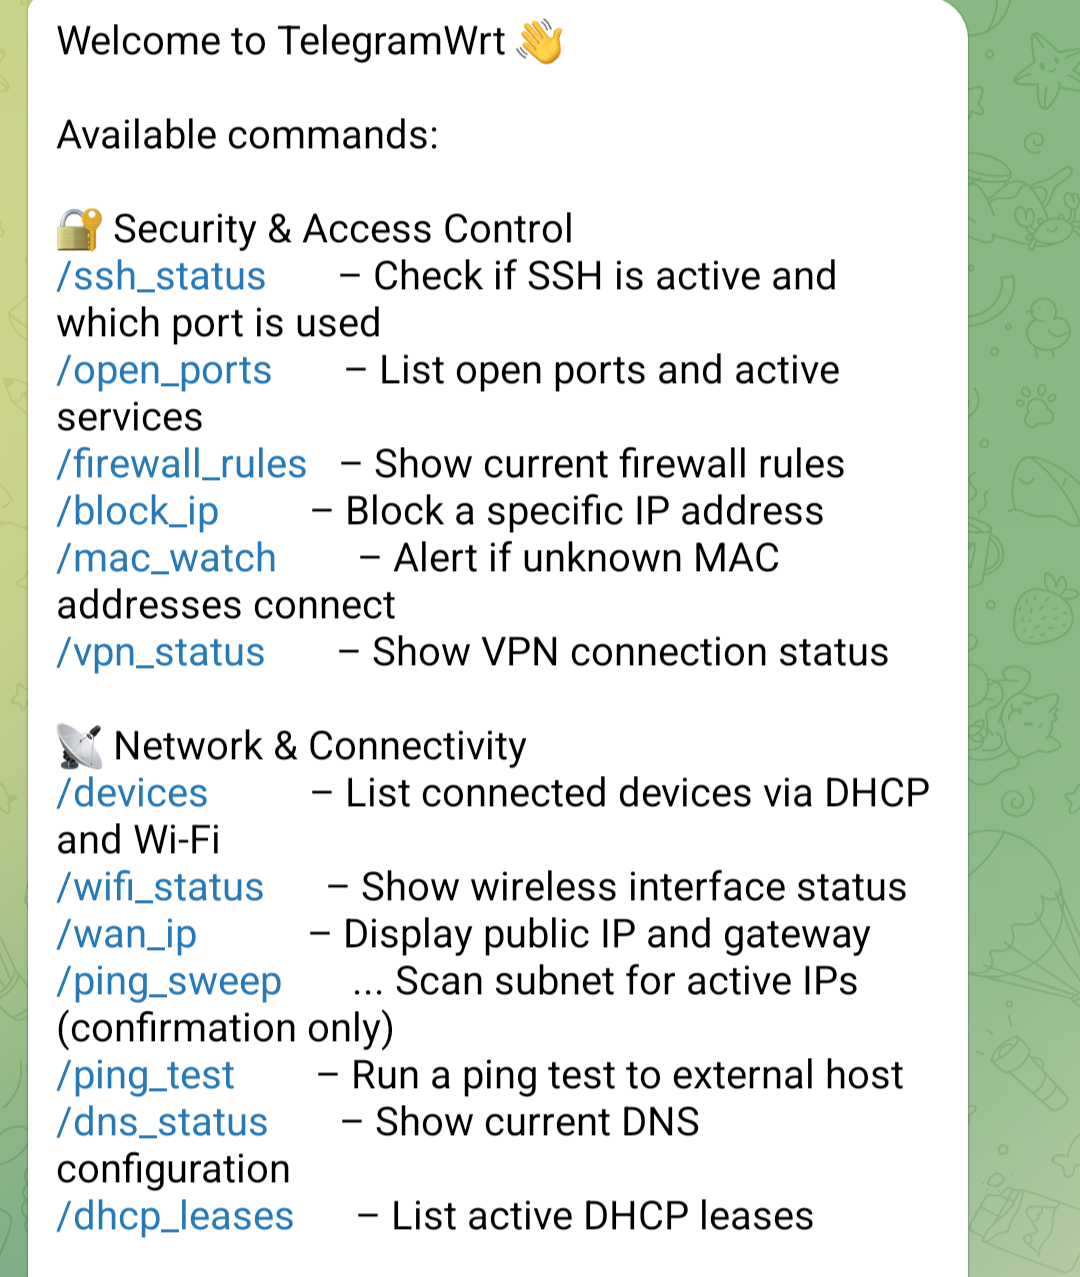 Welcome to TelegramWrt 👋
Available commands:
🔐 Security & Access Control
/ssh_status – Check if SSH is active and
which port is used
/open_ports – List open ports and active
services
/firewall_rules – Show current firewall rules
/block_ip – Block a specific IP address
/mac_watch – Alert if unknown MAC
addresses connect
/vpn_status – Show VPN connection status
📡 Network & Connectivity
/devices – List connected devices via DHCP
and Wi-Fi
/wifi_status – Show wireless interface status
/wan_ip – Display public IP and gateway
/ping_sweep ... Scan subnet for active IPs
(confirmation only)
/ping_test – Run a ping test to external host
/dns_status – Show current DNS
configuration
/dhcp_leases – List active DHCP leases